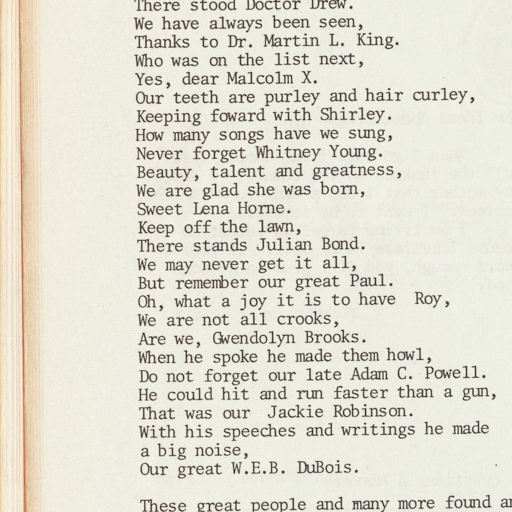 There stood Doctor Drew.
We have always been seen,
Thanks to Dr. Martin L. King.
Who was on the list next,
Yes, dear Malcolm X.
Our teeth are purley and hair curley,
Keeping foward with Shirley.
How many songs have we sung,
Never forget Whitney Young.
Beauty, talent and greatness,
We are glad she was born,
Sweet Lena Horne.
Keep off the lawn,
There stands Julian Bond.
We may never get it all,
But remember our great Paul.
Oh, what a joy it is to have  Roy,
We are not all crooks,
Are we, Gwendolyn Brooks.
When he spoke he made them howl,
Do not forget our late Adam C. Powell.
He could hit and run faster than a gun,
That was our  Jackie Robinson.
With his speeches and writings he made
a big noise,
Our great W.E.B. DuBois.
These great people and many more found